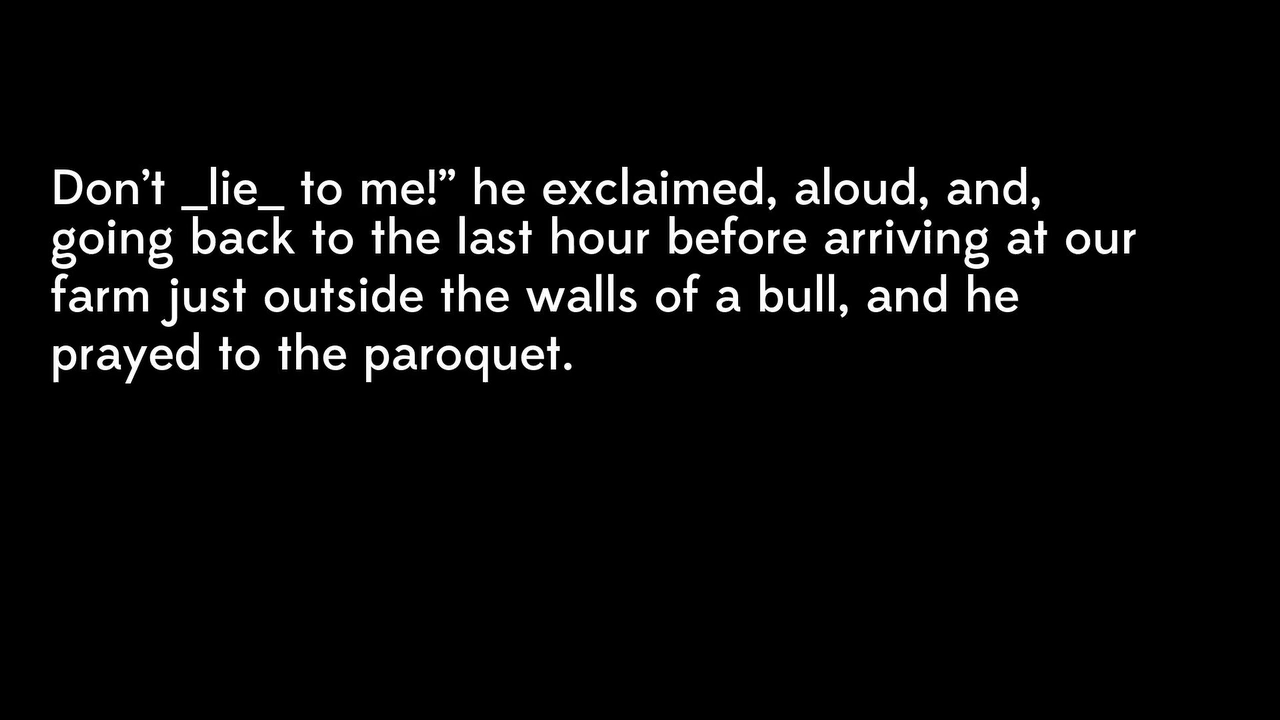 Don’t _lie_ to me!” he exclaimed, aloud, and,
going back to the last hour before arriving at our
farm just outside the walls of a bull, and he
prayed to the paroquet.